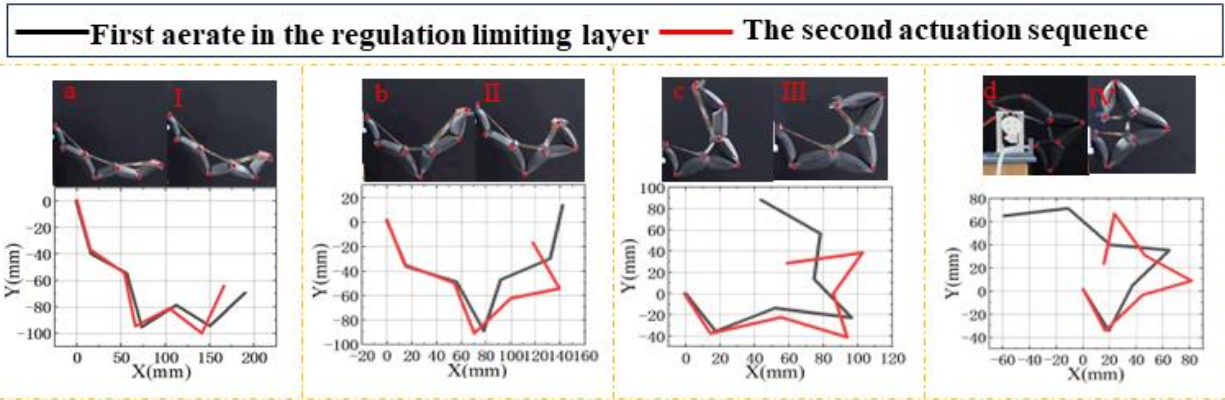 First aerate in the regulation limiting layer
The second actuation sequence
a I
0
−20
−40
−60
−80
−100
Y(mm)
0 50 100 150 200
X(mm)
b II
20
0
−20
−40
−60
−80
−100
Y(mm)
−20 0 20 40 60 80 100 120 140 160
X(mm)
c III
100
80
60
40
20
0
−20
−40
Y(mm)
0 20 40 60 80 100 120
X(mm)
d IV
80
60
40
20
0
−20
−40
Y(mm)
−60 −40 −20 0 20 40 60 80
X(mm)